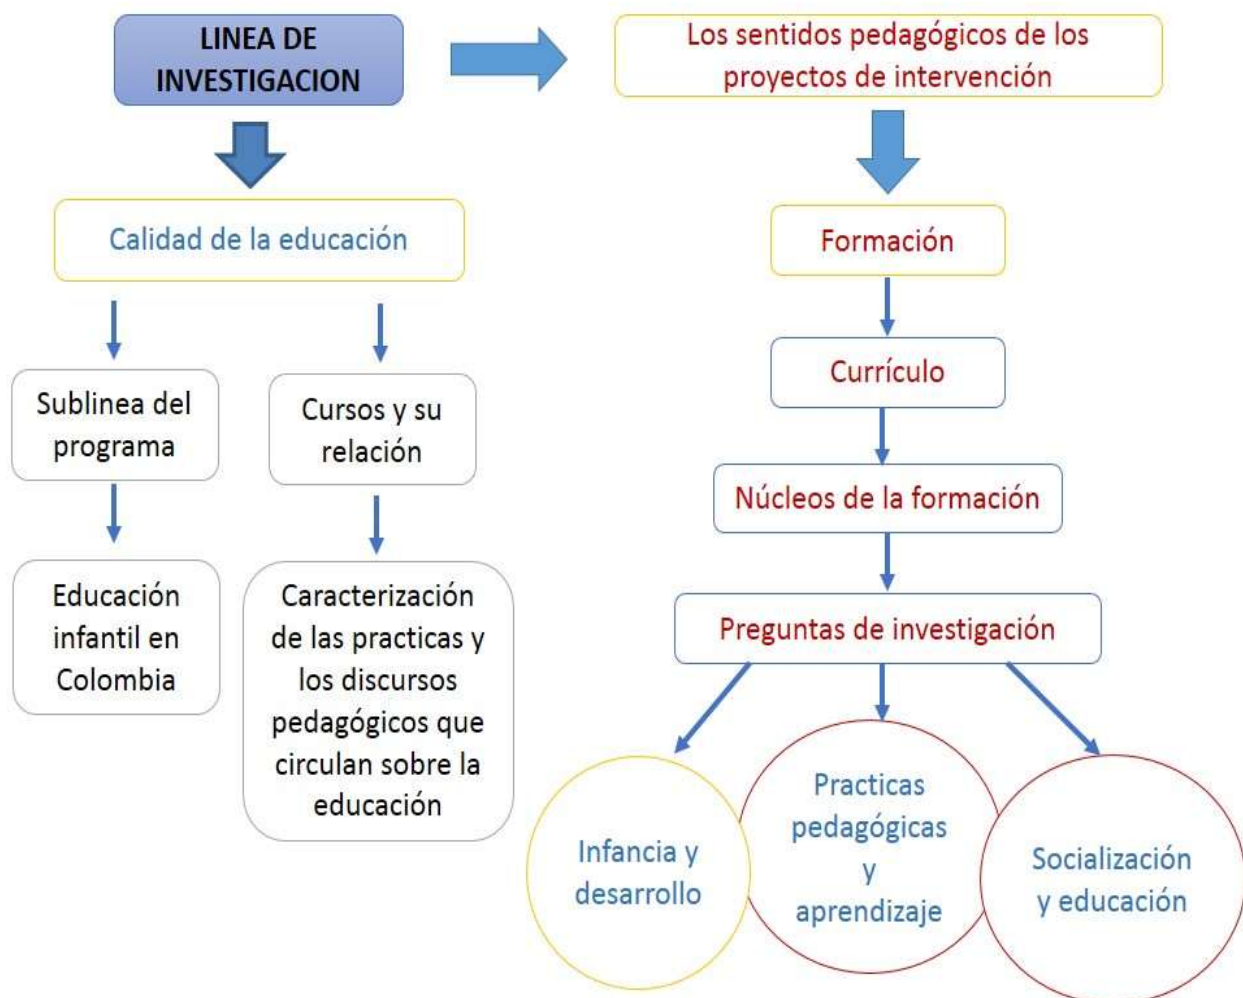 LINEA DE
INVESTIGACION
Los sentidos pedagógicos de los
proyectos de intervención
Calidad de la educación
Sublinea del
programa
Cursos y su
relación
Educación
infantil en
Colombia
Caracterización
de las practicas y
los discursos
pedagógicos que
circulan sobre la
educación
Formación
Currículo
Núcleos de la formación
Preguntas de investigación
Infancia y
desarrollo
Practicas
pedagógicas
y
aprendizaje
Socialización
y educación